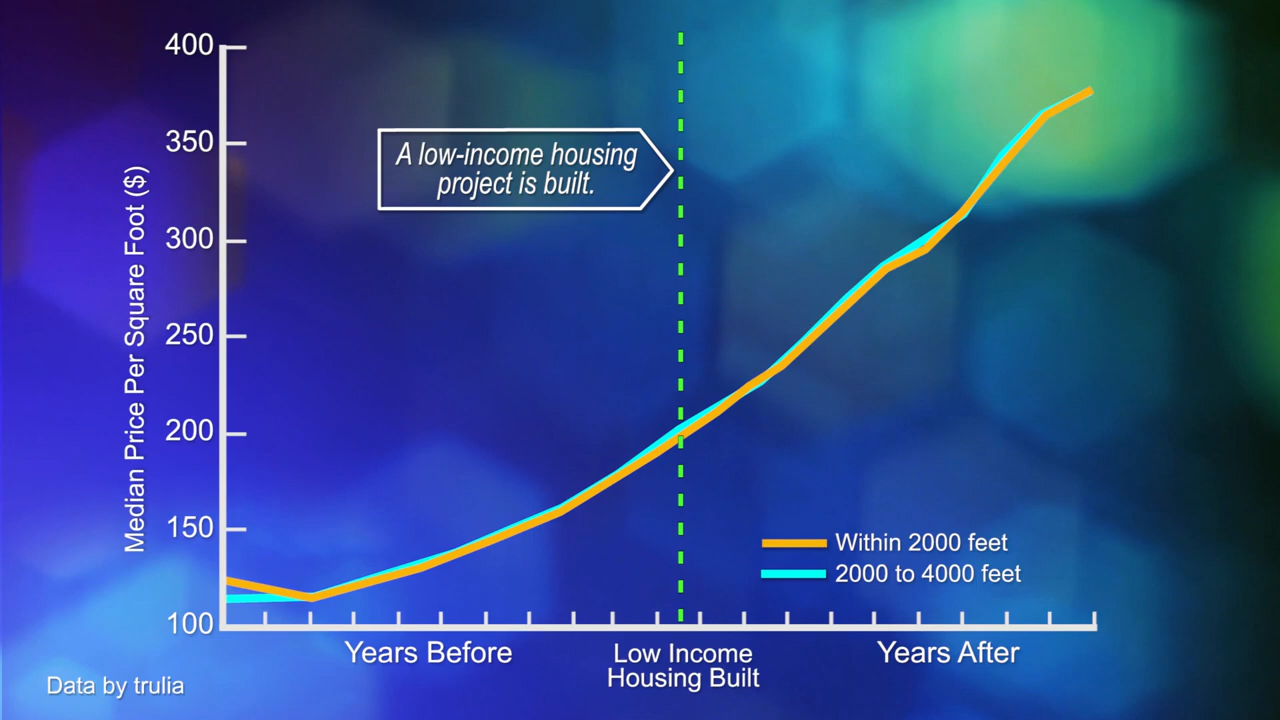 400
350
300
250
200
150
100
Median Price Per Square Foot ($)
A low-income housing
project is built.
Within 2000 feet
2000 to 4000 feet
Years Before
Low Income
Housing Built
Years After
Data by trulia